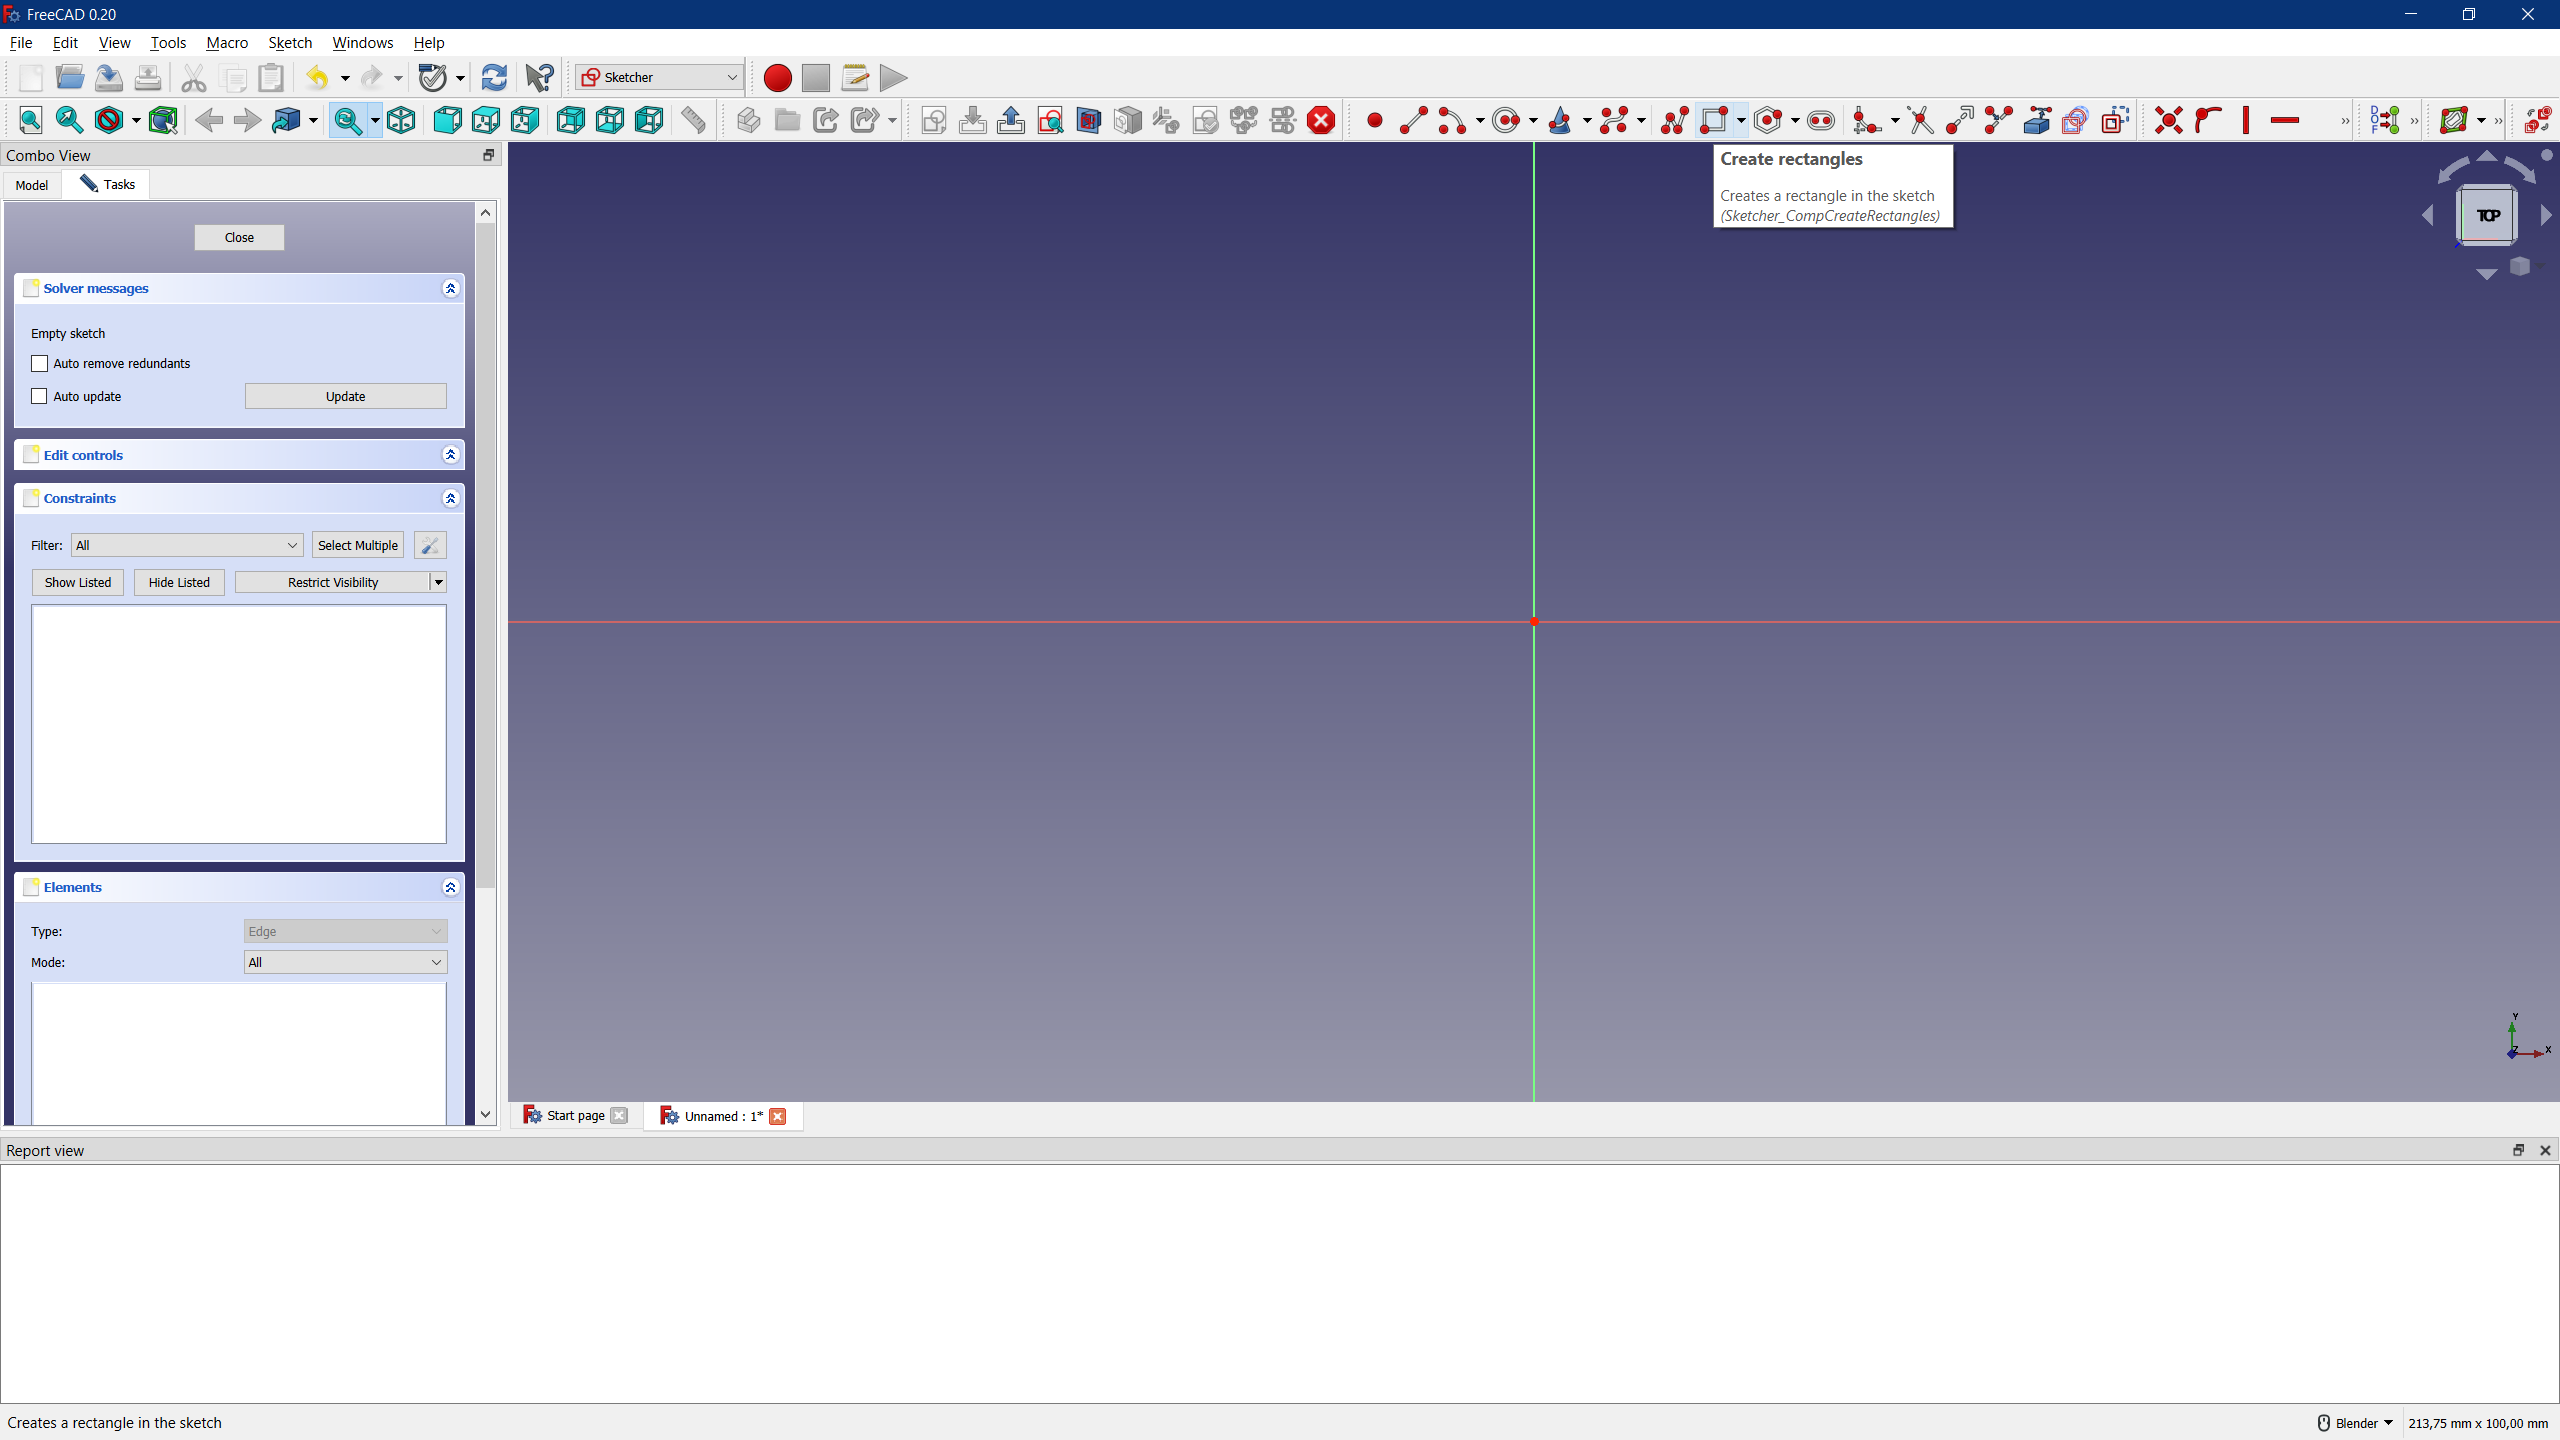 FreeCAD 0.20
File Edit View Tools Macro Sketch Windows Help
Sketcher
Combo View
Model Tasks
Close
Solver messages
Empty sketch
Auto remove redundants
Auto update Update
Edit controls
Constraints
Filter: All Select Multiple
Show Listed Hide Listed Restrict Visibility
Elements
Type: Edge
Mode: All
Create rectangles
Creates a rectangle in the sketch
(Sketcher_CompCreateRectangles)
TOP
Y
Z X
Start page Unnamed : 1*
Report view
Creates a rectangle in the sketch
Blender 213,75 mm x 100,00 mm